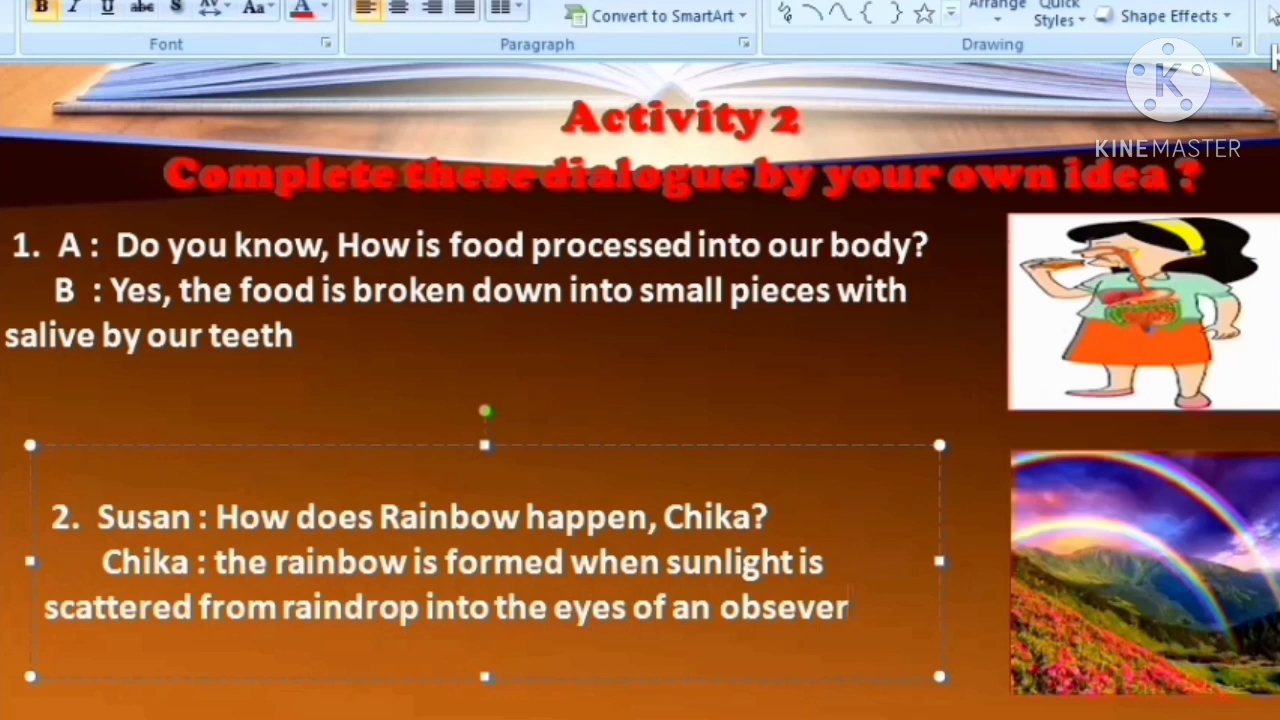 B I U abc S AV Aa A
Convert to SmartArt
Arrange
Quick
Styles
Shape Effects
Font
Paragraph
Drawing
K
KINEMASTER
Activity 2
Complete these dialogue by your own idea ?
1. A : Do you know, How is food processed into our body?
B : Yes, the food is broken down into small pieces with
salive by our teeth
2. Susan : How does Rainbow happen, Chika?
Chika : the rainbow is formed when sunlight is
scattered from raindrop into the eyes of an obsever